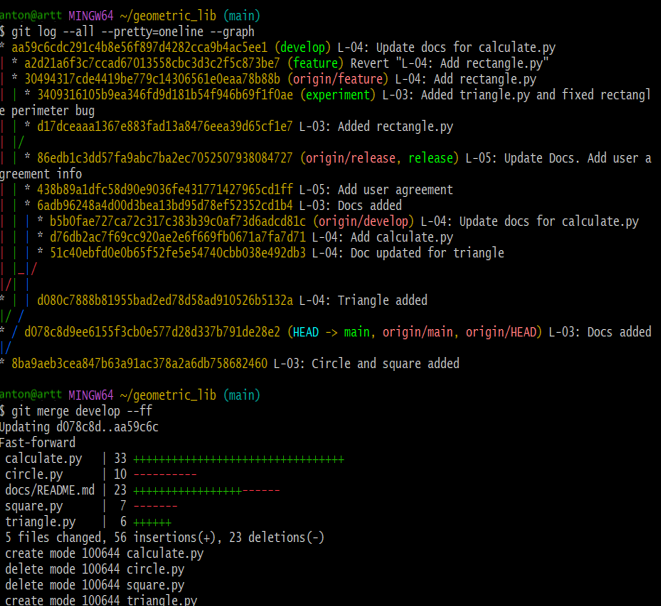 anton@artt MINGW64 ~/geometric_lib (main)
$ git log --all --pretty=oneline --graph
* aa59c6cdc291c4b8e56f897d4282cca9b4ac5ee1 (develop) L-04: Update docs for calculate.py
| * a2d21a6f3c7ccad67013558cbc3d3c2f5c873be7 (feature) Revert "L-04: Add rectangle.py"
| * 30494317cde4419be779c14306561e0eaa78b88b (origin/feature) L-04: Add rectangle.py
| | * 3409316105b9ea346fd9d181b54f946b69f1f0ae (experiment) L-03: Added triangle.py and fixed rectangl
e perimeter bug
| | * d17dceaaa1367e883fad13a8476eea39d65cf1e7 L-03: Added rectangle.py
| |/
| | * 86edb1c3dd57fa9abc7ba2ec7052507938084727 (origin/release, release) L-05: Update Docs. Add user a
greement info
| | * 438b89a1dfc58d90e9036fe431771427965cd1ff L-05: Add user agreement
| | * 6adb96248a4d00d3bea13bd95d78ef52352cd1b4 L-03: Docs added
| | | * b5b0fae727ca72c317c383b39c0af73d6adcd81c (origin/develop) L-04: Update docs for calculate.py
| | | * d76db2ac7f69cc920ae2e6f669fb0671a7fa7d71 L-04: Add calculate.py
| | | * 51c40ebfd0e0b65f52fe5e54740cbb038e492db3 L-04: Doc updated for triangle
| |_|/
|/| |
* | | d080c7888b81955bad2ed78d58ad910526b5132a L-04: Triangle added
|/ /
* / d078c8d9ee6155f3cb0e577d28d337b791de28e2 (HEAD -> main, origin/main, origin/HEAD) L-03: Docs added
|/
* 8ba9aeb3cea847b63a91ac378a2a6db758682460 L-03: Circle and square added
anton@artt MINGW64 ~/geometric_lib (main)
$ git merge develop --ff
Updating d078c8d..aa59c6c
Fast-forward
calculate.py | 33 +++++++++++++++++++++++++++++++++
circle.py | 10 ----------
docs/README.md | 23 +++++++++++++++++------
square.py | 7 -------
triangle.py | 6 ++++++
5 files changed, 56 insertions(+), 23 deletions(-)
create mode 100644 calculate.py
delete mode 100644 circle.py
delete mode 100644 square.py
create mode 100644 triangle.py